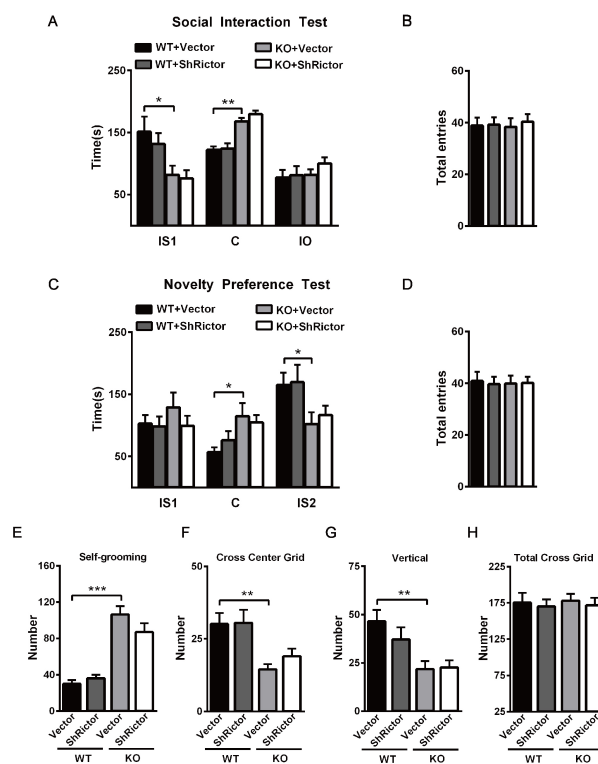 A
Social Interaction Test
WT+Vector
KO+Vector
WT+ShRictor
KO+ShRictor
Time(s)
250
150
50
*
**
IS1
C
IO
B
Total entries
60
40
20
0
C
Novelty Preference Test
WT+Vector
KO+Vector
WT+ShRictor
KO+ShRictor
Time(s)
250
150
50
*
*
IS1
C
IS2
D
Total entries
60
40
20
0
E
Self-grooming
Number
160
120
80
40
0
***
Vector
ShRictor
Vector
ShRictor
WT
KO
F
Cross Center Grid
Number
50
25
0
**
Vector
ShRictor
Vector
ShRictor
WT
KO
G
Vertical
Number
75
50
25
0
**
Vector
ShRictor
Vector
ShRictor
WT
KO
H
Total Cross Grid
Number
225
175
125
75
25
Vector
ShRictor
Vector
ShRictor
WT
KO